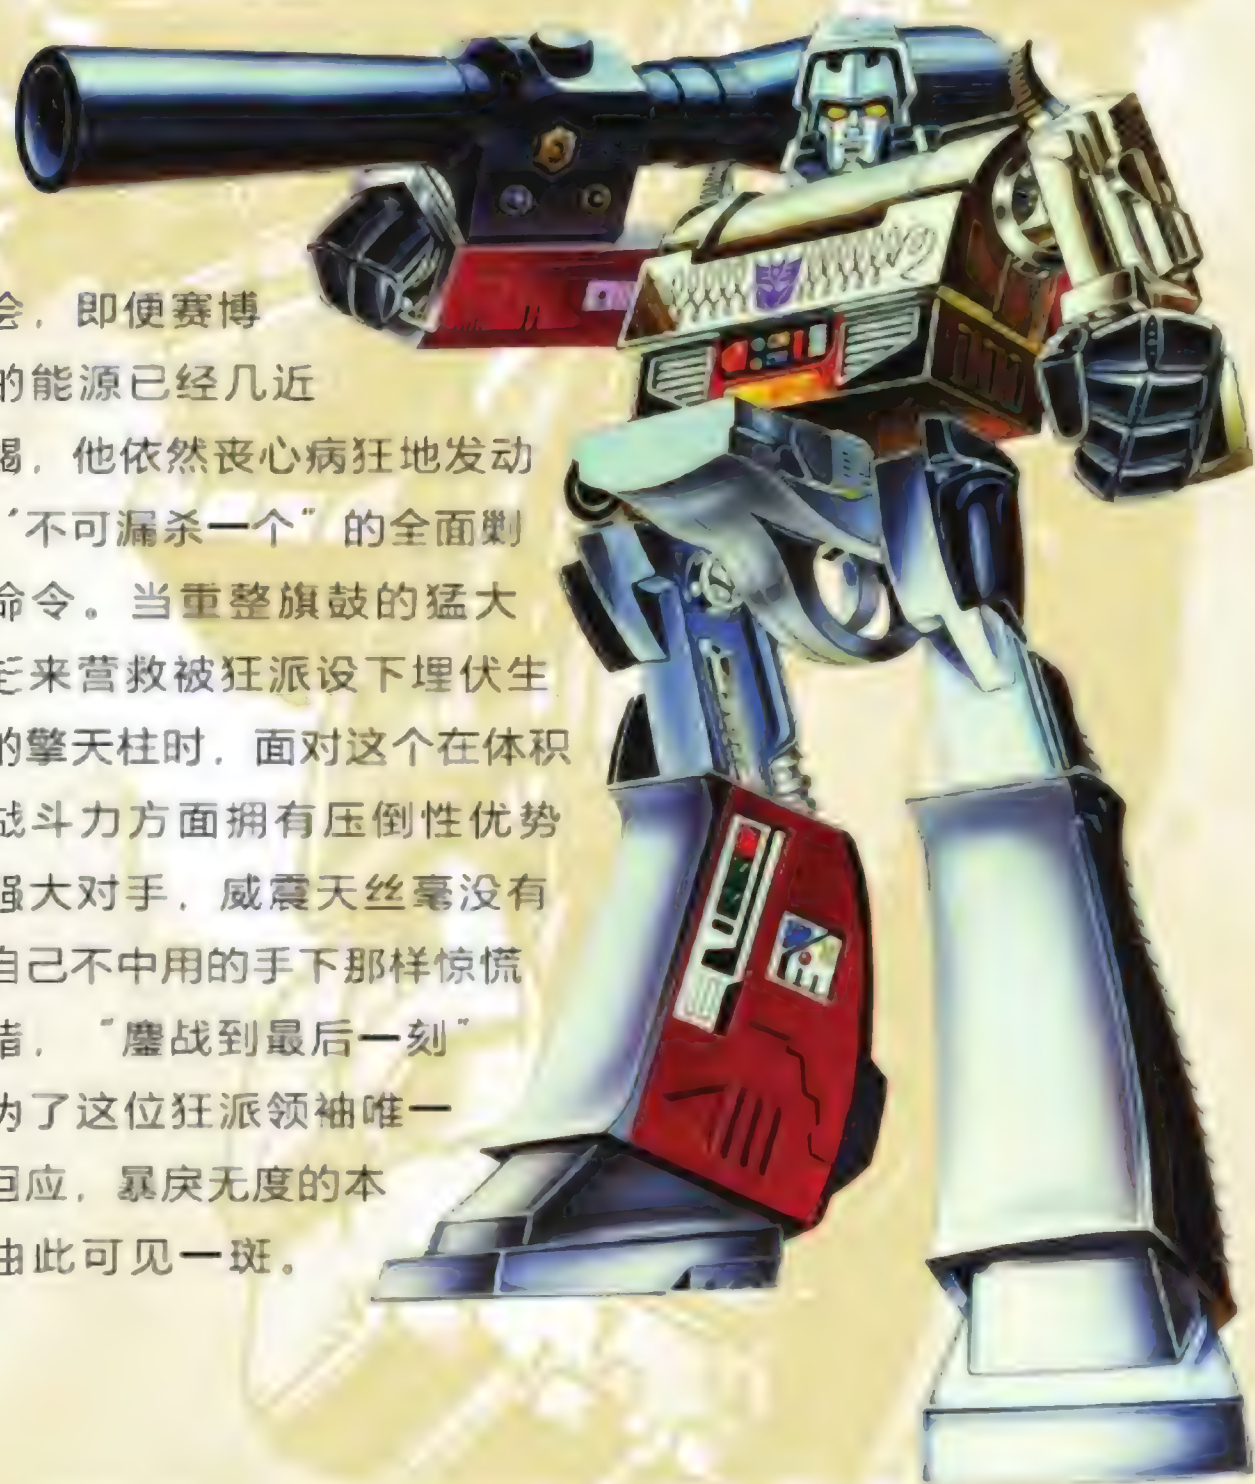 会，即使赛博
的能源已经几近
竭，他依然丧心病狂地发动
“不可漏杀一个”的全面剿
命令。当重整旗鼓的猛大
来营救被狂派设下埋伏生
的擎天柱时，面对这个在体积
战斗力方面拥有压倒性优势
强大对手，威震天丝毫没有
自己不中用的手下那样惊慌
措，“鏖战到最后一刻”
为了这位狂派领袖唯一
回应，暴戾无度的本
由此可见一斑。